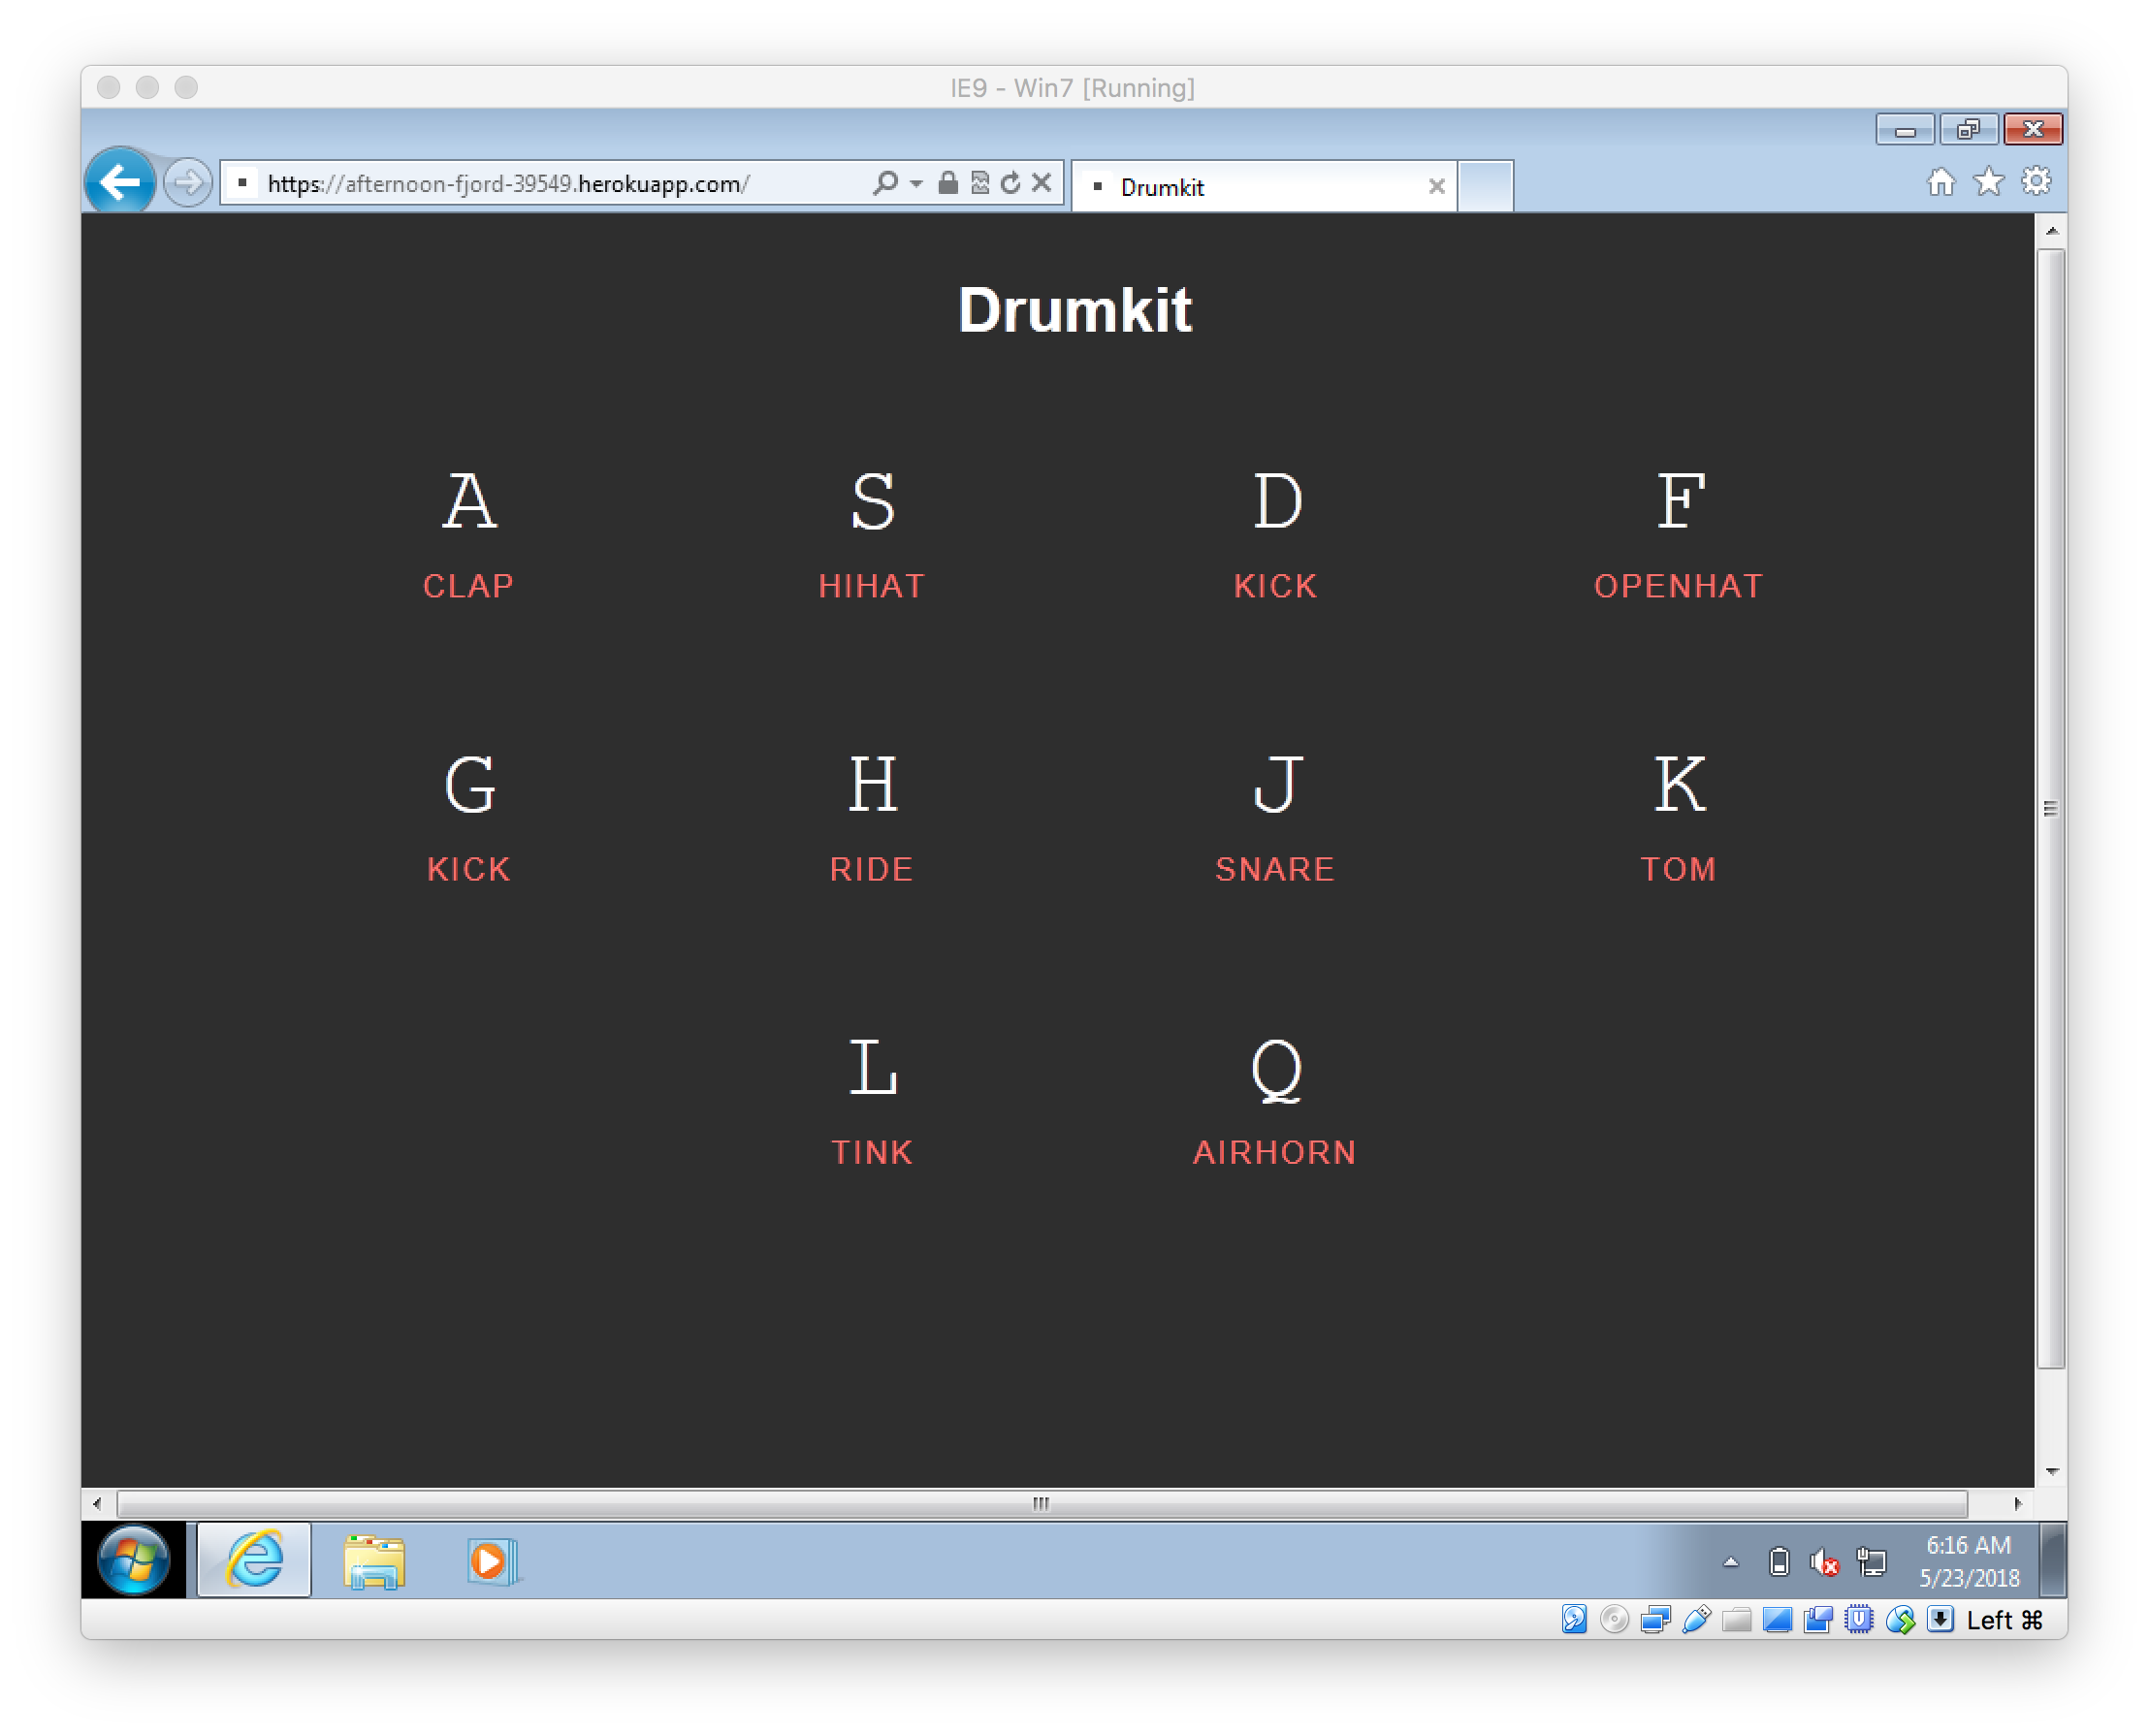 IE9 - Win7 [Running]
https://afternoon-fjord-39549.herokuapp.com/
Drumkit
Drumkit
A S D F
CLAP HIHAT KICK OPENHAT
G H J K
KICK RIDE SNARE TOM
L Q
TINK AIRHORN
6:16 AM
5/23/2018
Left ⌘